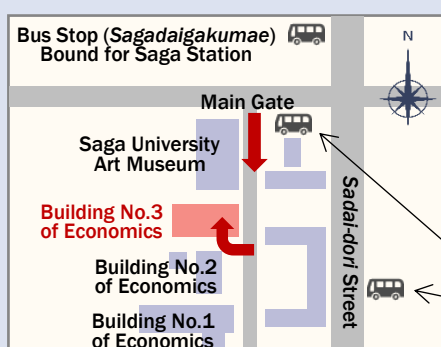 Bus Stop (Sagadaigakumae)
Bound for Saga Station
N
Main Gate
Saga University
Art Museum
Building No.3
of Economics
Sadai-dori Street
Building No.2
of Economics
Building No.1
of Economics